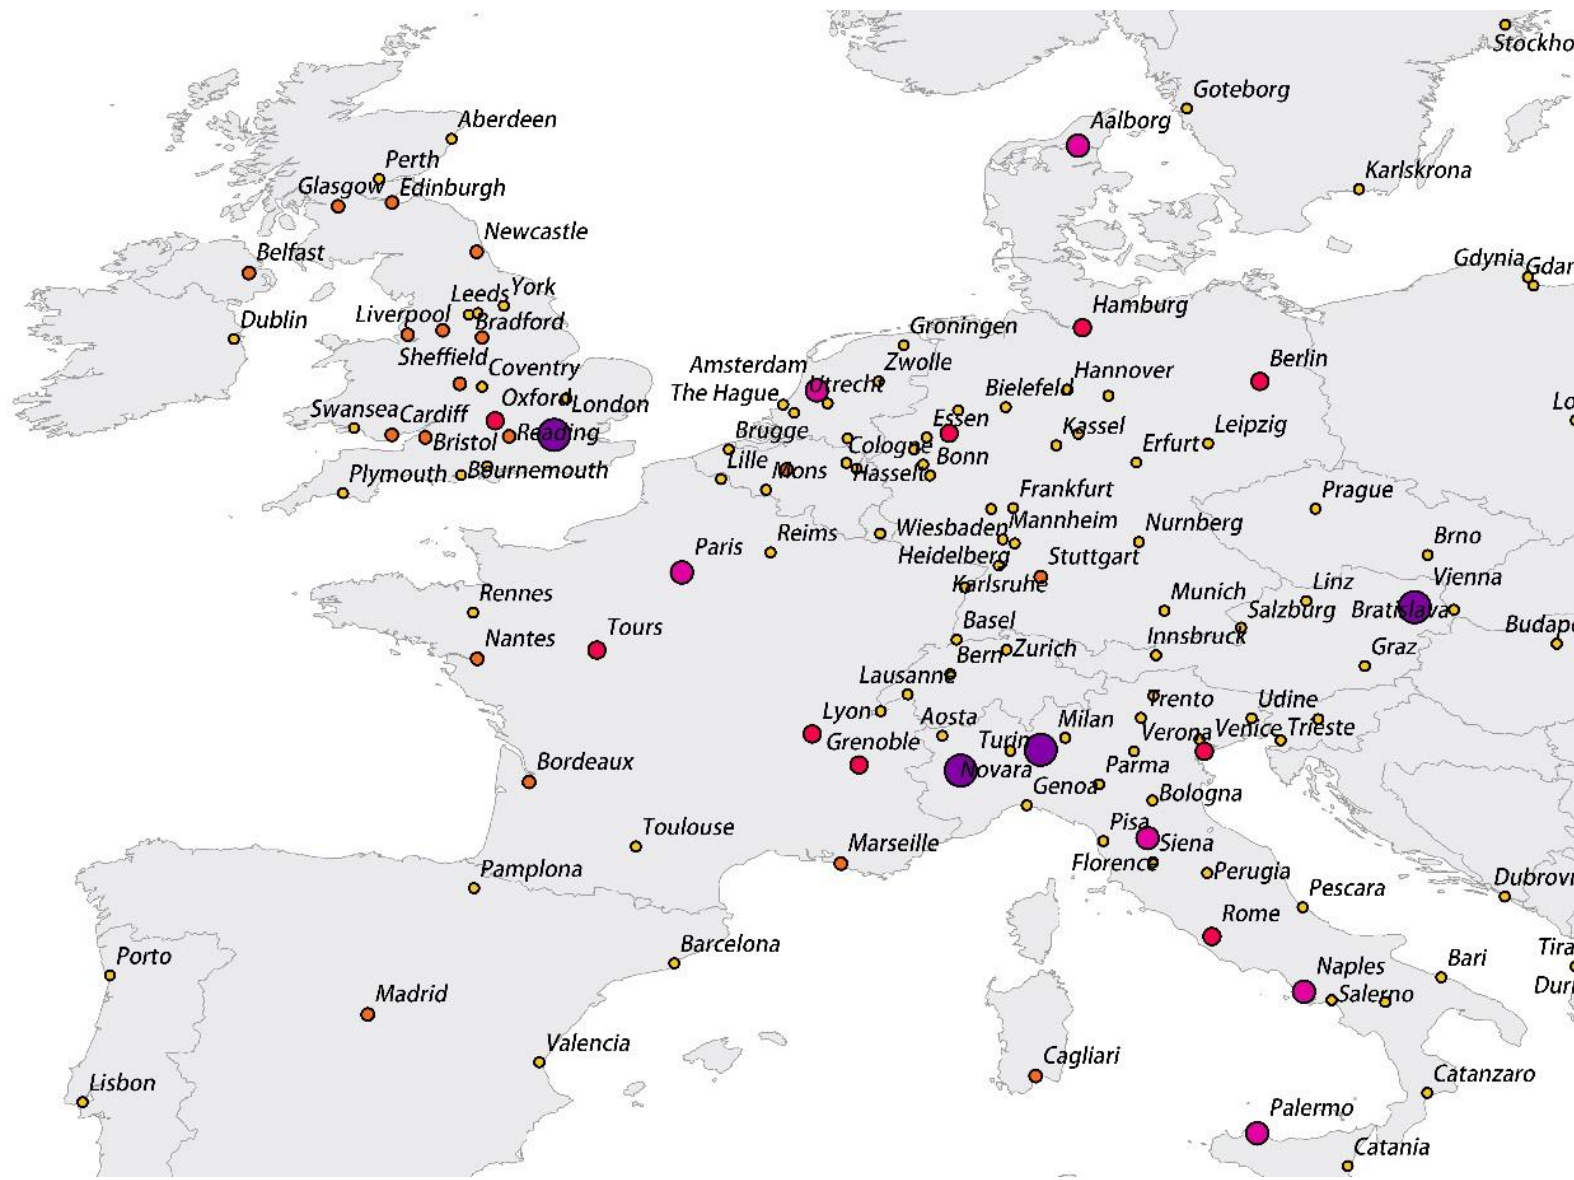 Stockho
Goteborg
Aalborg
Aberdeen
Perth
Karlskrona
Glasgow
Edinburgh
Newcastle
Belfast
Gdynia
Gdar
Leeds
York
Hamburg
Liverpool
Dublin
Bradford
Groningen
Sheffield
Coventry
Amsterdam
Zwolle
Berlin
Utrecht
Hannover
The Hague
Bielefeld
Oxford
London
Lo
Swansea
Cardiff
Essen
Kassel
Leipzig
Bristol
Reading
Brugge
Cologne
Erfurt
Plymouth
Bournemouth
Lille
Mons
Hasselt
Bonn
Frankfurt
Prague
Wiesbaden
Mannheim
Nurnberg
Reims
Paris
Heidelberg
Stuttgart
Brno
Karlsruhe
Linz
Vienna
Rennes
Munich
Salzburg
Bratislava
Tours
Basel
Budape
Nantes
Bern
Zurich
Innsbruck
Graz
Lausanne
Lyon
Aosta
Trento
Udine
Milan
Turin
Verona
Venice
Trieste
Grenoble
Novara
Parma
Bordeaux
Genoa
Bologna
Toulouse
Pisa
Marseille
Siena
Florence
Perugia
Pamplona
Pescara
Dubrovn
Rome
Barcelona
Porto
Tira
Bari
Naples
Madrid
Salerno
Durr
Valencia
Cagliari
Lisbon
Catanzaro
Palermo
Catania